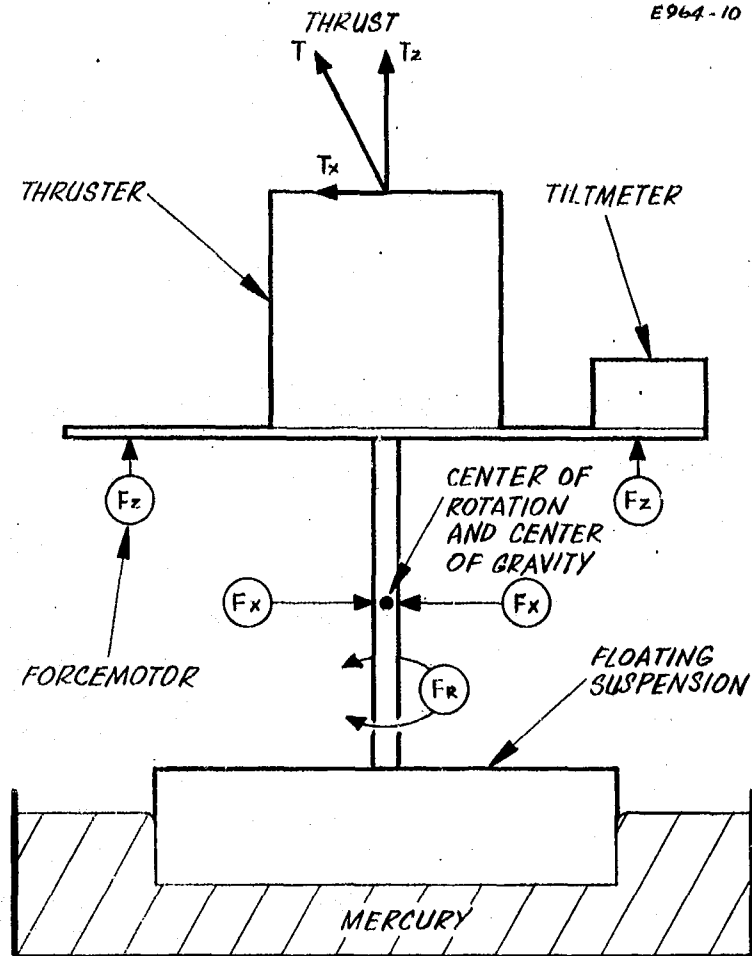 E964-10
THRUST
T
Tz
Tx
THRUSTER
TILTMETER
Fz
CENTER OF
ROTATION
AND CENTER
OF GRAVITY
Fz
Fx
Fx
FORCEMOTOR
FR
FLOATING
SUSPENSION
MERCURY